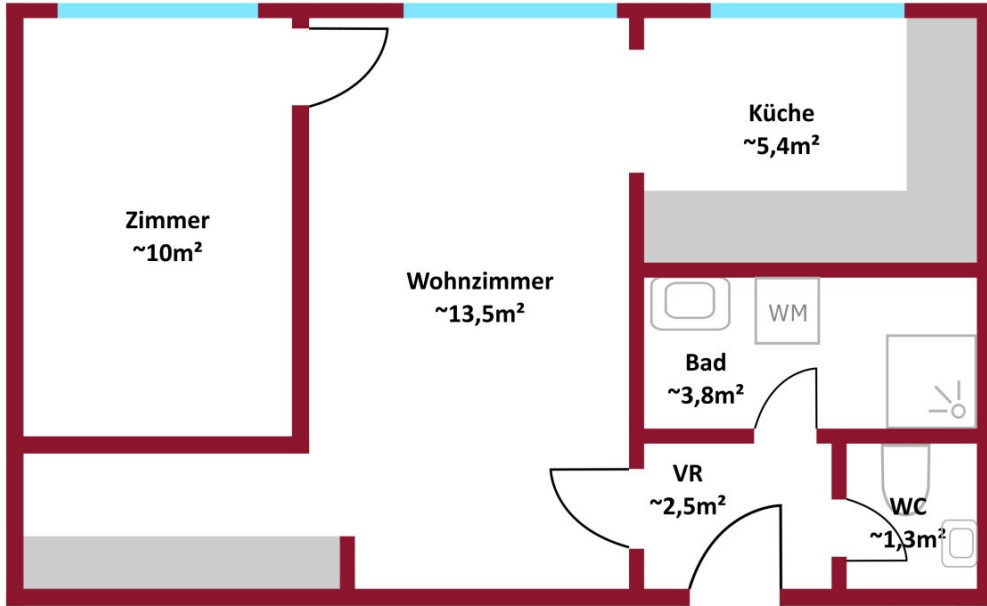 Küche
~5,4m²
Zimmer
~10m²
Wohnzimmer
~13,5m²
WM
Bad
~3,8m²
VR
~2,5m²
WC
~1,3m²